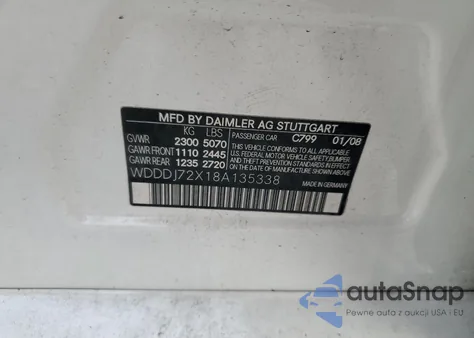 MFD BY DAIMLER AG STUTTGART
KG LBS PASSENGER CAR C799 01/08
GVWR 2300 5070
GAWR FRONT 1110 2445
GAWR REAR 1235 2720
THIS VEHICLE CONFORMS TO ALL APPLICABLE
U.S. FEDERAL MOTOR VEHICLE SAFETY, BUMPER
AND THEFT PREVENTION STANDARDS IN EFFECT
ON THE DATE OF MANUFACTURE SHOWN ABOVE.
WDDDJ72X18A135338
MADE IN GERMANY
autoSnap
Pewne auta z aukcji USA i EU